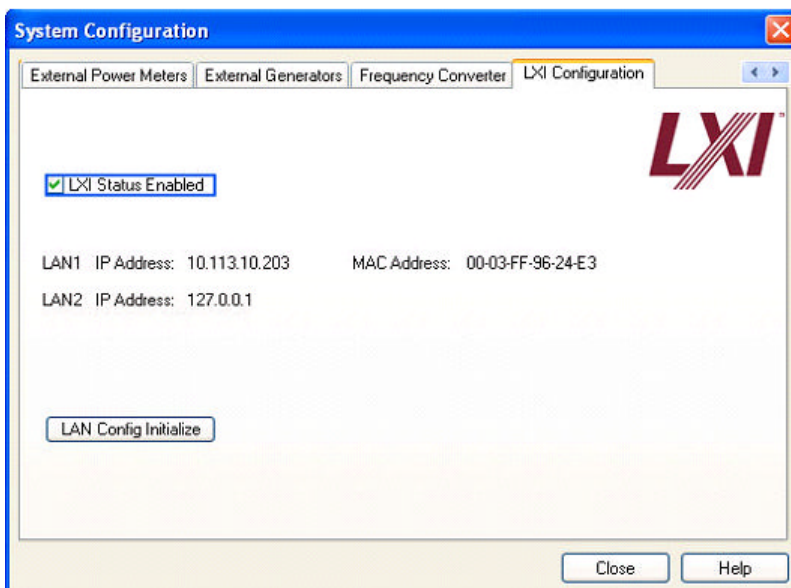 System Configuration
External Power Meters External Generators Frequency Converter LXI Configuration
LXI™
LXI Status Enabled
LAN1 IP Address: 10.113.10.203 MAC Address: 00-03-FF-96-24-E3
LAN2 IP Address: 127.0.0.1
LAN Config Initialize
Close Help